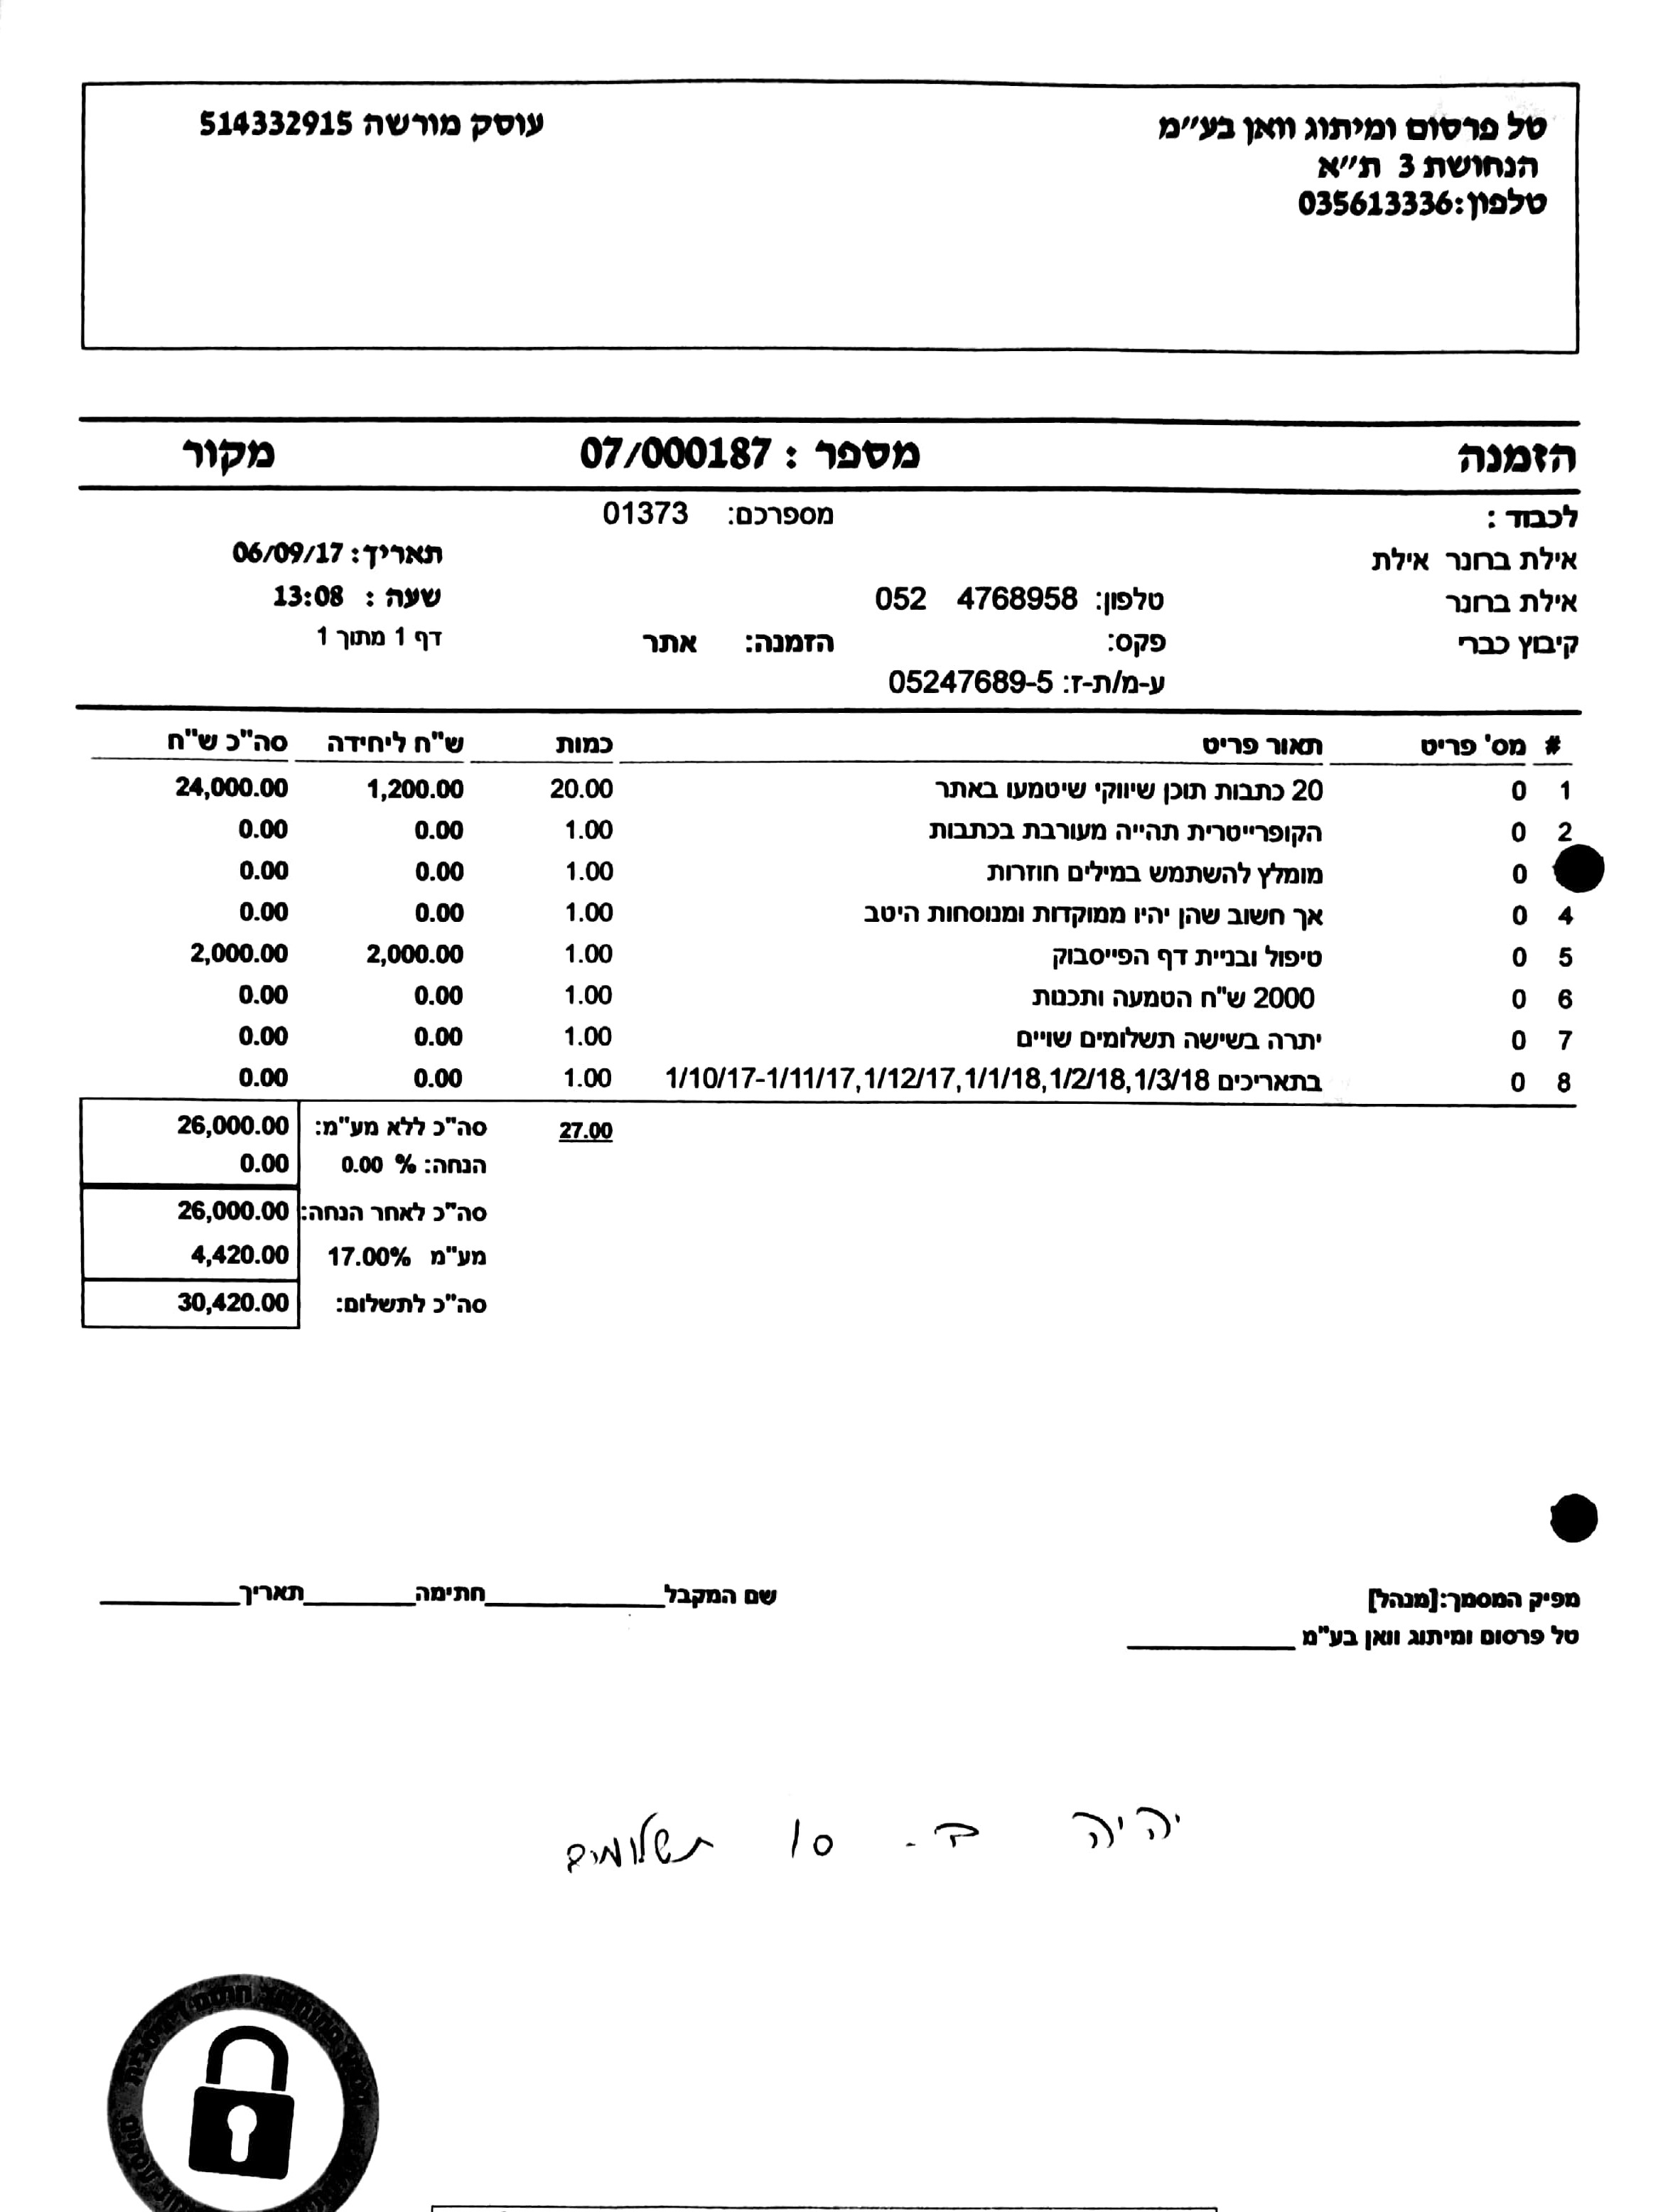 טל פרסום ומיתוג וואן בע״מ עוסק מורשה 514332915
הנחושת 3 ת״א
טלפון:035613336
הזמנה מספר : 07/000187 מקור
לכבוד : מספרכם: 01373
אילת ברונר אילת תאריך: 06/09/17
אילת ברונר טלפון: 052 4768958 שעה : 13:08
קיבוץ כברי פקס: הזמנה: אתר דף 1 מתוך 1
ע-מ/ת-ז: 05247689-5
# מס' פריט תאור פריט כמות ש"ח ליחידה סה"כ ש"ח
1 0 20 כתבות תוכן שיווקי שיטמעו באתר 20.00 1,200.00 24,000.00
2 0 הקופרייטרית תהייה מעורבת בכתבות 1.00 0.00 0.00
0 מומלץ להשתמש במילים חוזרות 1.00 0.00 0.00
4 0 אך חשוב שהן יהיו ממוקדות ומנוסחות היטב 1.00 0.00 0.00
5 0 טיפול ובניית דף הפייסבוק 1.00 2,000.00 2,000.00
6 0 2000 ש"ח הטמעה ותכנות 1.00 0.00 0.00
7 0 יתרה בשישה תשלומים שויים 1.00 0.00 0.00
8 0 בתאריכים 1/10/17-1/11/17,1/12/17,1/1/18,1/2/18,1/3/18 1.00 0.00 0.00
27.00 סה"כ ללא מע"מ: 26,000.00
הנחה: % 0.00 0.00
סה"כ לאחר הנחה: 26,000.00
מע"מ 17.00% 4,420.00
סה"כ לתשלום: 30,420.00
מפיק המסמך:[מנהל] שם המקבל חתימה תאריך
טל פרסום ומיתוג וואן בע"מ
יהיה ב- 10 תשלומים